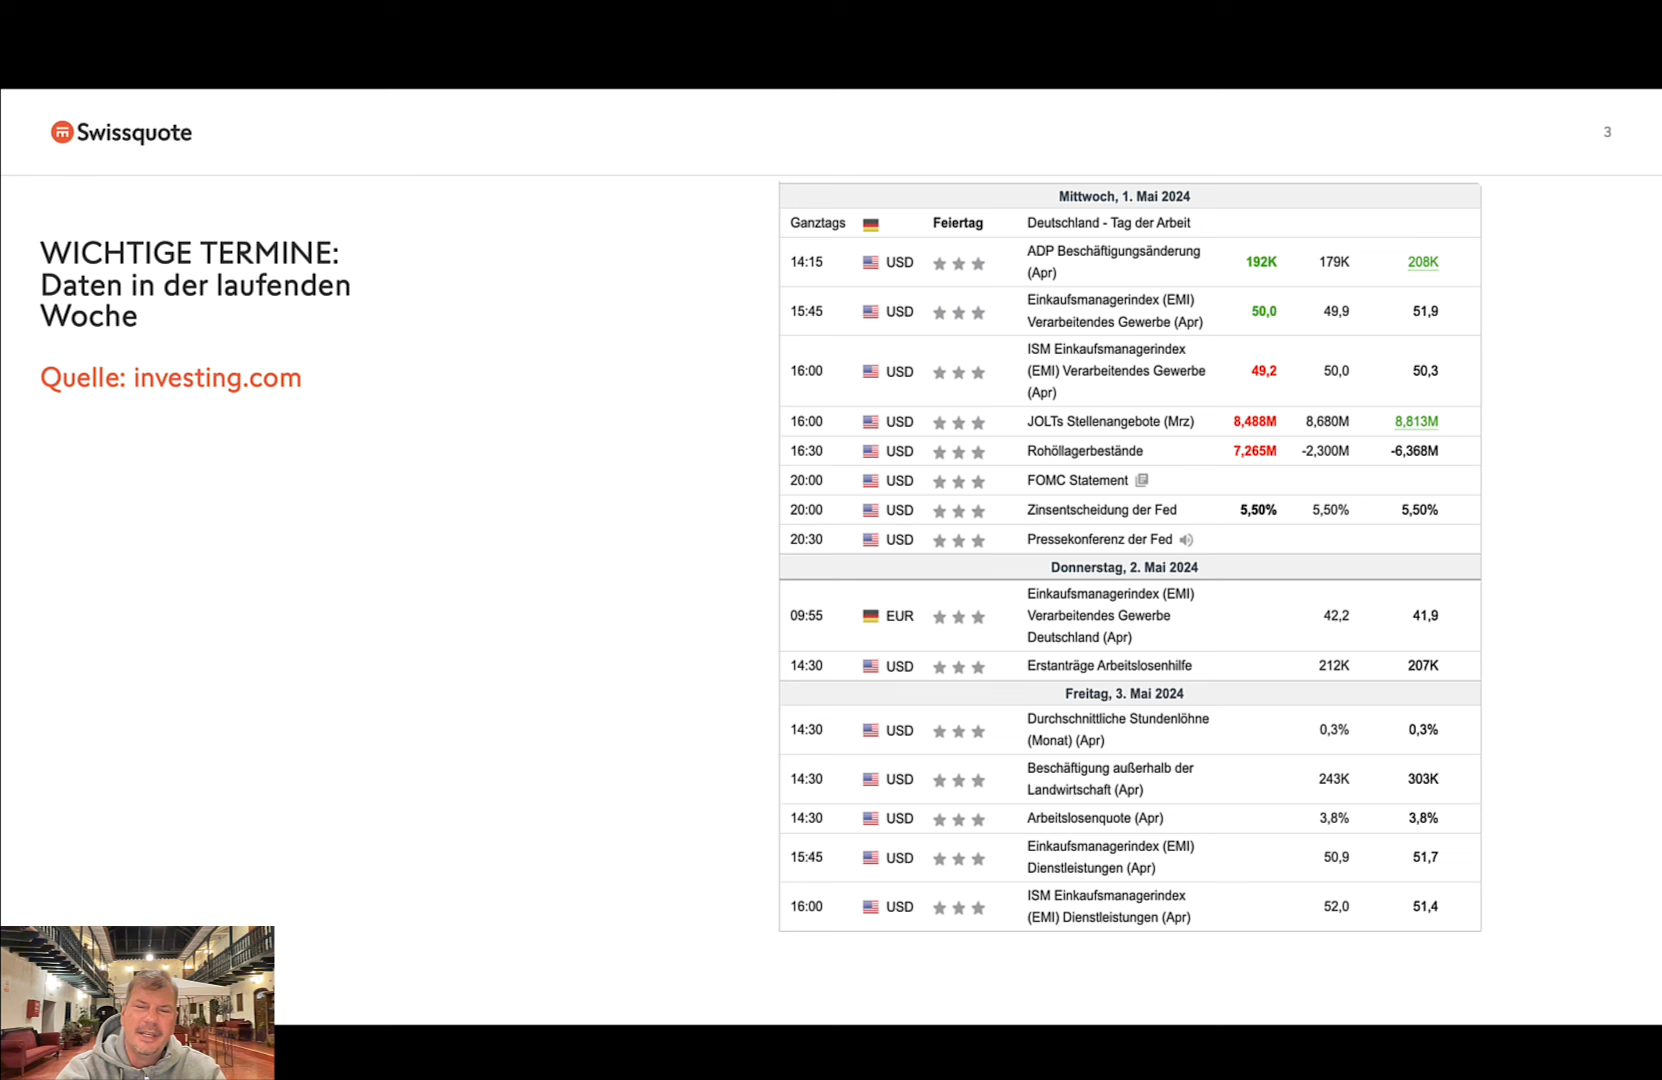 Swissquote
3
WICHTIGE TERMINE:
Daten in der laufenden
Woche
Quelle: investing.com
Mittwoch, 1. Mai 2024
Ganztags Feiertag Deutschland - Tag der Arbeit
14:15 USD ADP Beschäftigungsänderung (Apr) 192K 179K 208K
15:45 USD Einkaufsmanagerindex (EMI) Verarbeitendes Gewerbe (Apr) 50,0 49,9 51,9
16:00 USD ISM Einkaufsmanagerindex (EMI) Verarbeitendes Gewerbe (Apr) 49,2 50,0 50,3
16:00 USD JOLTs Stellenangebote (Mrz) 8,488M 8,680M 8,813M
16:30 USD Rohöllagerbestände 7,265M -2,300M -6,368M
20:00 USD FOMC Statement
20:00 USD Zinsentscheidung der Fed 5,50% 5,50% 5,50%
20:30 USD Pressekonferenz der Fed
Donnerstag, 2. Mai 2024
09:55 EUR Einkaufsmanagerindex (EMI) Verarbeitendes Gewerbe Deutschland (Apr) 42,2 41,9
14:30 USD Erstanträge Arbeitslosenhilfe 212K 207K
Freitag, 3. Mai 2024
14:30 USD Durchschnittliche Stundenlöhne (Monat) (Apr) 0,3% 0,3%
14:30 USD Beschäftigung außerhalb der Landwirtschaft (Apr) 243K 303K
14:30 USD Arbeitslosenquote (Apr) 3,8% 3,8%
15:45 USD Einkaufsmanagerindex (EMI) Dienstleistungen (Apr) 50,9 51,7
16:00 USD ISM Einkaufsmanagerindex (EMI) Dienstleistungen (Apr) 52,0 51,4